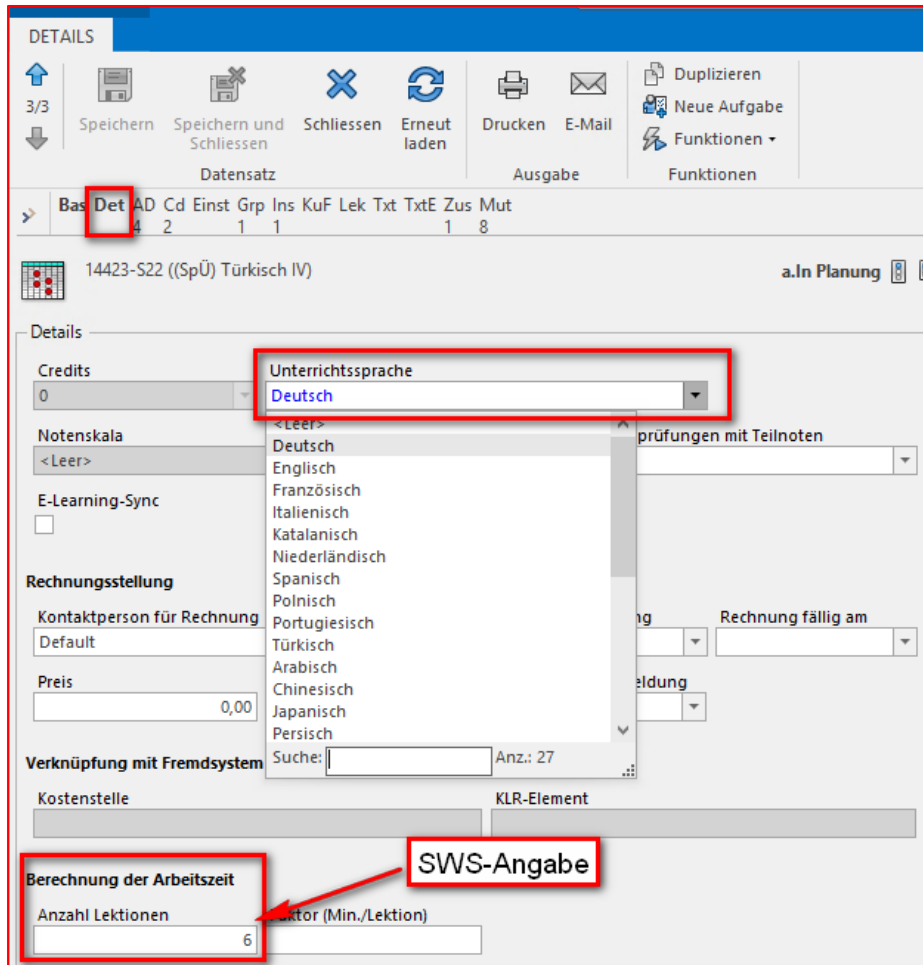 DETAILS
3/3
Speichern
Speichern und
Schliessen
Schliessen
Erneut
laden
Drucken
E-Mail
Duplizieren
Neue Aufgabe
Funktionen
Datensatz
Ausgabe
Funktionen
Bas Det AD Cd Einst Grp Ins KuF Lek Txt TxtE Zus Mut
4 2 1 1 1 8
14423-S22 ((SpÜ) Türkisch IV)
a.In Planung
Details
Credits
Unterrichtssprache
0
Deutsch
Notenskala
prüfungen mit Teilnoten
<Leer>
E-Learning-Sync
<Leer>
Deutsch
Englisch
Französisch
Italienisch
Katalanisch
Niederländisch
Spanisch
Polnisch
Portugiesisch
Türkisch
Arabisch
Chinesisch
Japanisch
Persisch
Suche:
Anz.: 27
Rechnungsstellung
Kontaktperson für Rechnung
ng
Rechnung fällig am
Default
Preis
eldung
0,00
Verknüpfung mit Fremdsystem
Kostenstelle
KLR-Element
SWS-Angabe
Berechnung der Arbeitszeit
Anzahl Lektionen
ktor (Min./Lektion)
6